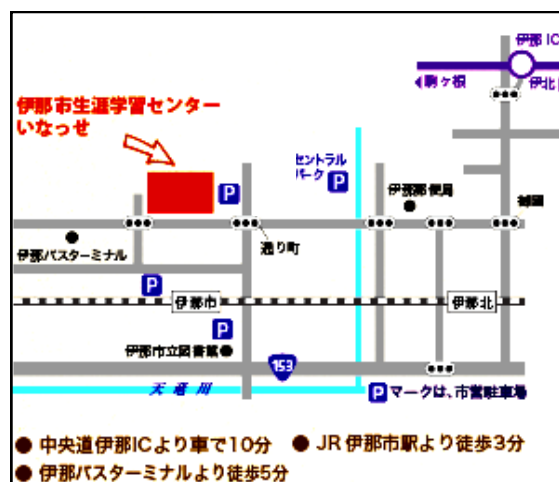 伊那IC
駒ヶ根
伊北
伊那市生涯学習センター
いなっせ
セントラル
パーク P
伊那郵便局
P
御園
通り町
伊那バスターミナル
P
伊那市
伊那北
P
伊那市立図書館
153
天竜川
P マークは、市営駐車場
● 中央道伊那ICより車で10分 ● JR伊那市駅より徒歩3分
● 伊那バスターミナルより徒歩5分